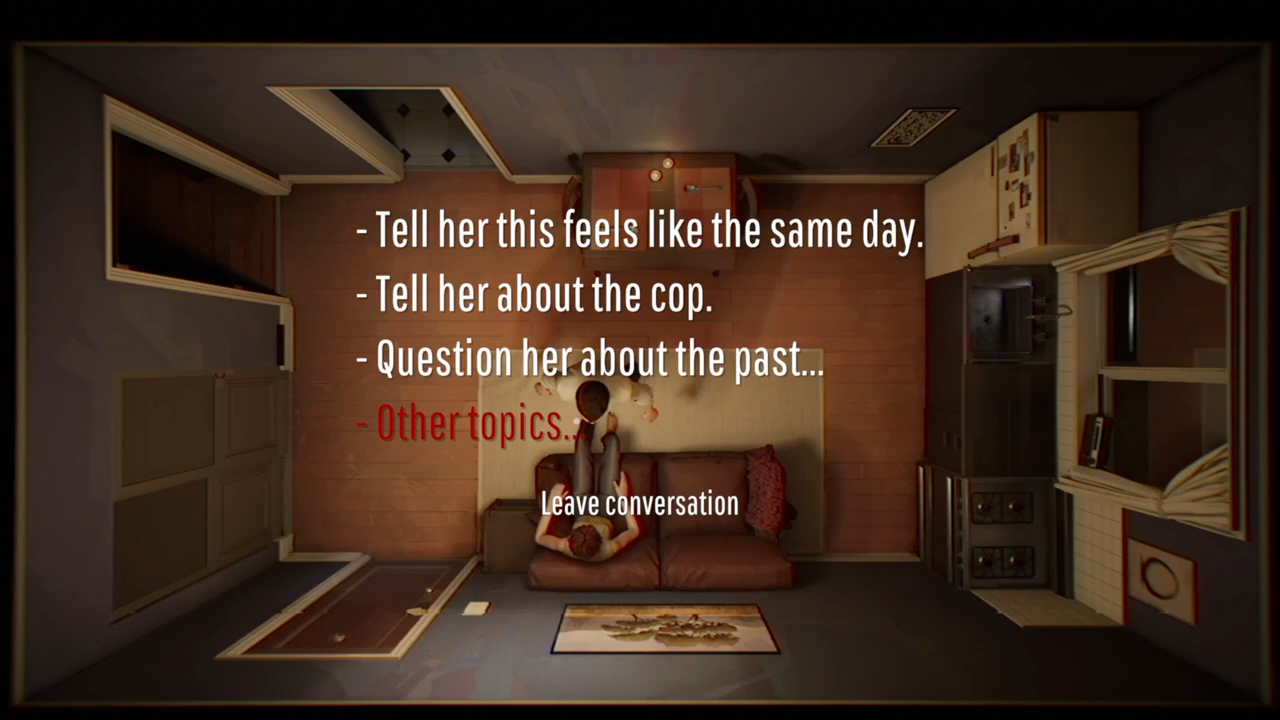 - Tell her this feels like the same day.
- Tell her about the cop.
- Question her about the past...
- Other topics...
Leave conversation